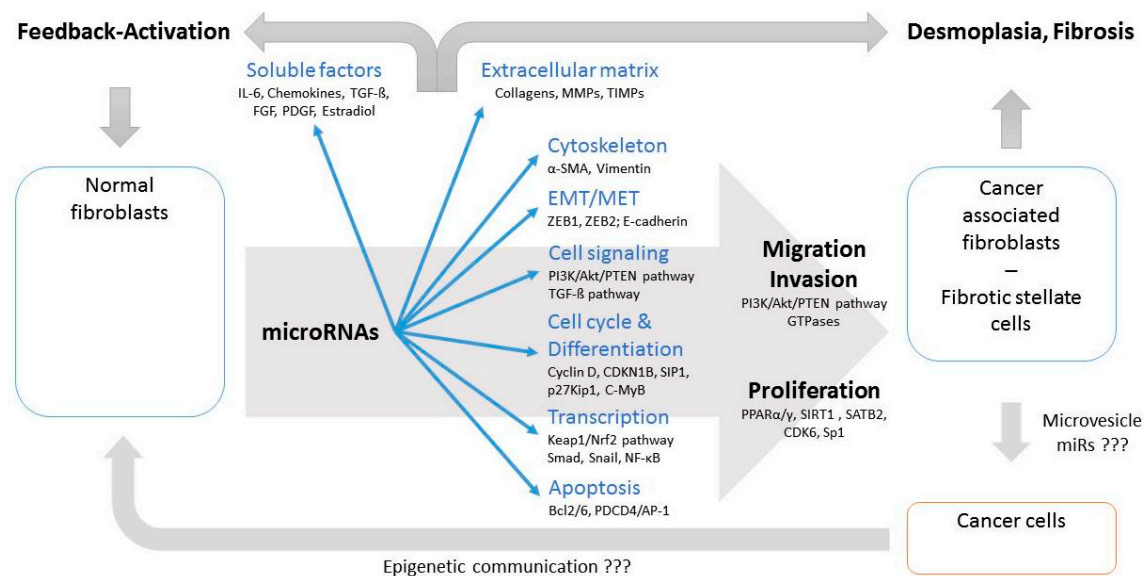 Feedback-Activation
Desmoplasia, Fibrosis
Soluble factors
IL-6, Chemokines, TGF-ß,
FGF, PDGF, Estradiol
Extracellular matrix
Collagens, MMPs, TIMPs
Normal
fibroblasts
microRNAs
Cytoskeleton
α-SMA, Vimentin
EMT/MET
ZEB1, ZEB2; E-cadherin
Cell signaling
PI3K/Akt/PTEN pathway
TGF-ß pathway
Cell cycle &
Differentiation
Cyclin D, CDKN1B, SIP1,
p27Kip1, C-MyB
Transcription
Keap1/Nrf2 pathway
Smad, Snail, NF-κB
Apoptosis
Bcl2/6, PDCD4/AP-1
Migration
Invasion
PI3K/Akt/PTEN pathway
GTPases
Proliferation
PPARα/γ, SIRT1 , SATB2,
CDK6, Sp1
Cancer
associated
fibroblasts
–
Fibrotic stellate
cells
Microvesicle
miRs ???
Cancer cells
Epigenetic communication ???